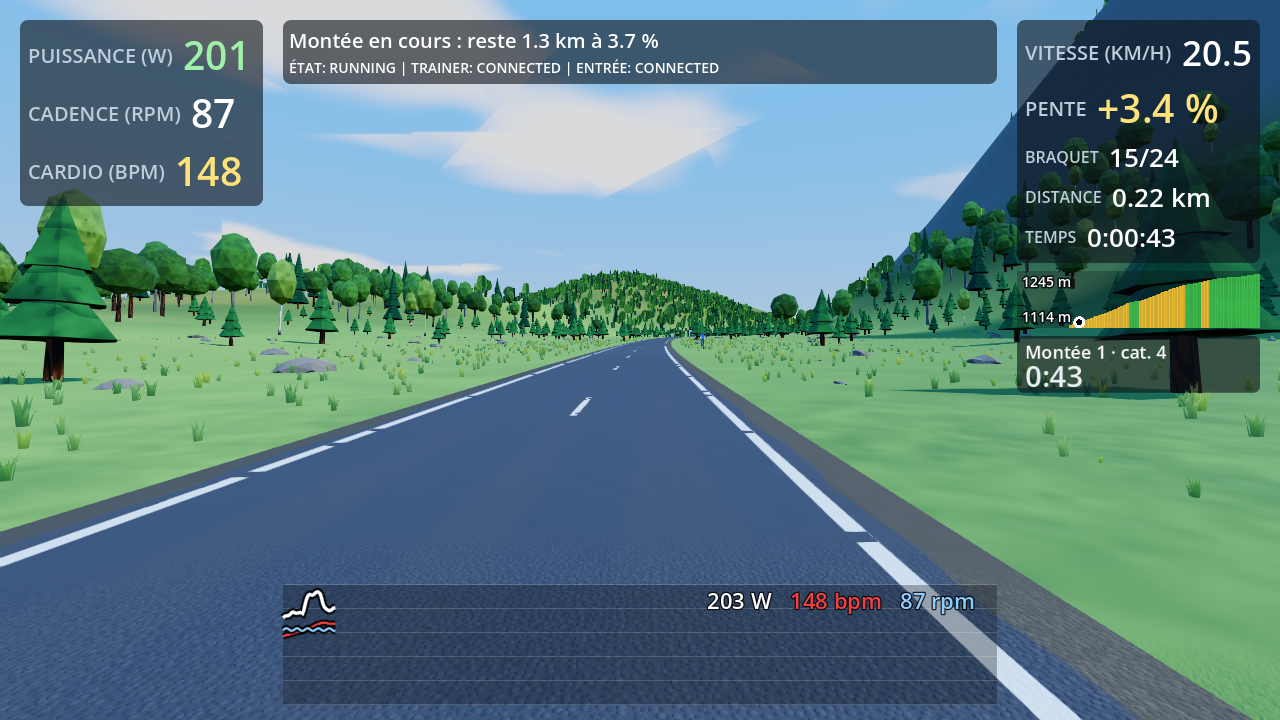 PUISSANCE (W) 201
CADENCE (RPM) 87
CARDIO (BPM) 148
Montée en cours : reste 1.3 km à 3.7 %
ÉTAT: RUNNING | TRAINER: CONNECTED | ENTRÉE: CONNECTED
VITESSE (KM/H) 20.5
PENTE +3.4 %
BRAQUET 15/24
DISTANCE 0.22 km
TEMPS 0:00:43
1245 m
1114 m
Montée 1 · cat. 4
0:43
203 W 148 bpm 87 rpm